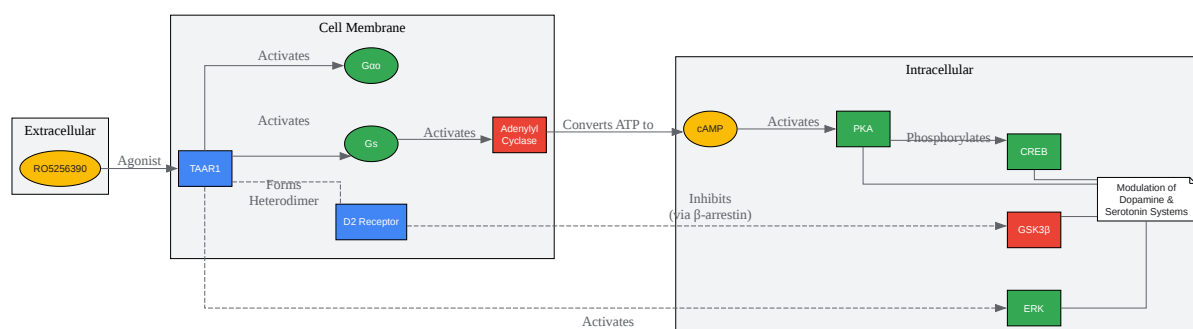 Cell Membrane
Activates
Gαo
Intracellular
Extracellular
Activates
Activates
Adenylyl
Cyclase
Converts ATP to
cAMP
Activates
PKA
Phosphorylates
Gs
CREB
RO5256390
Agonist
TAAR1
Forms
Heterodimer
D2 Receptor
Inhibits
(via β-arrestin)
Modulation of
Dopamine &
Serotonin Systems
GSK3β
ERK
Activates